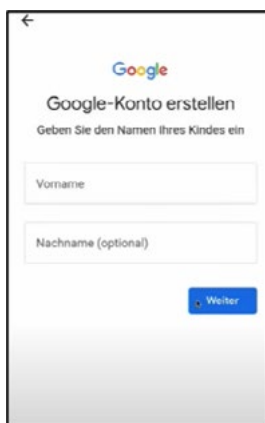 Google
Google-Konto erstellen
Geben Sie den Namen Ihres Kindes ein
Vorname
Nachname (optional)
Weiter